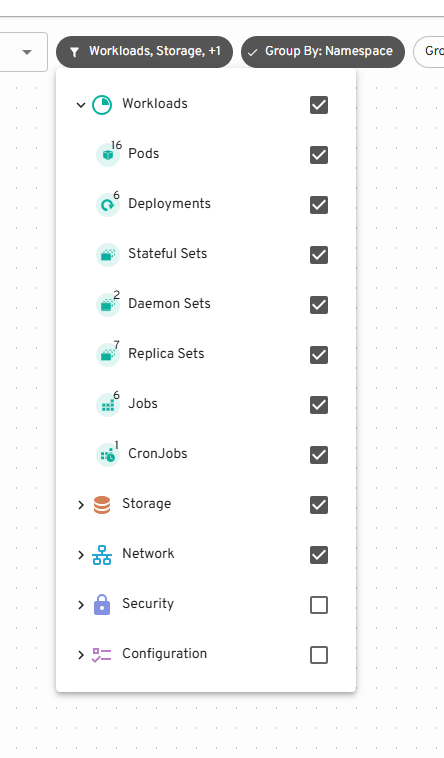 Workloads, Storage, +1
Group By: Namespace
Gro
Workloads
16
Pods
6
Deployments
Stateful Sets
2
Daemon Sets
7
Replica Sets
6
Jobs
1
CronJobs
Storage
Network
Security
Configuration